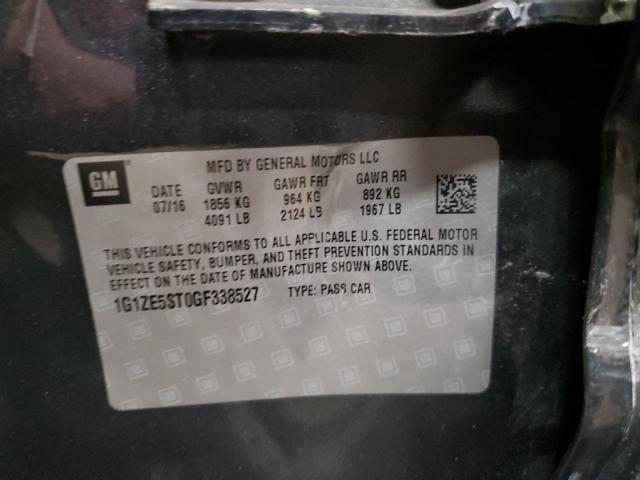 GM
MFD BY GENERAL MOTORS LLC
DATE GVWR GAWR FRT GAWR RR
07/16 1856 KG 964 KG 892 KG
4091 LB 2124 LB 1967 LB
THIS VEHICLE CONFORMS TO ALL APPLICABLE U.S. FEDERAL MOTOR
VEHICLE SAFETY, BUMPER, AND THEFT PREVENTION STANDARDS IN
EFFECT ON THE DATE OF MANUFACTURE SHOWN ABOVE.
1G1ZE5ST0GF338527 TYPE: PASS CAR